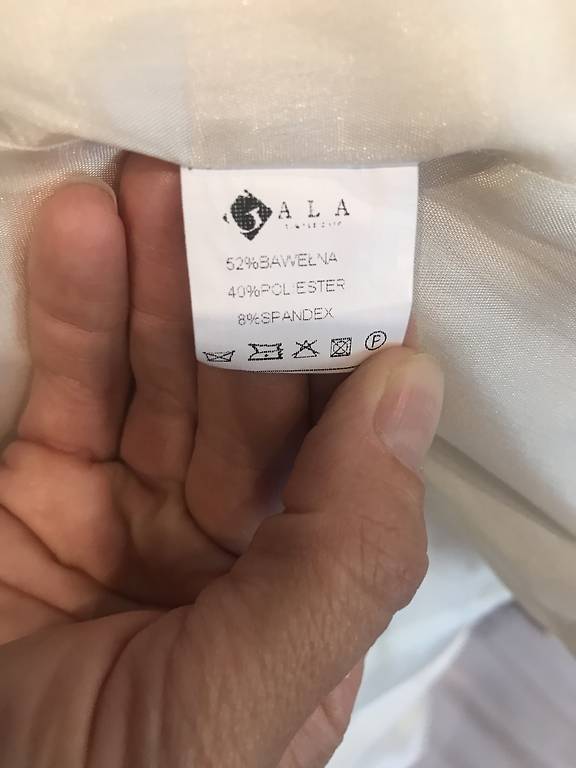 ALA
52%BAWEŁNA
40%POLIESTER
8%SPANDEX
P